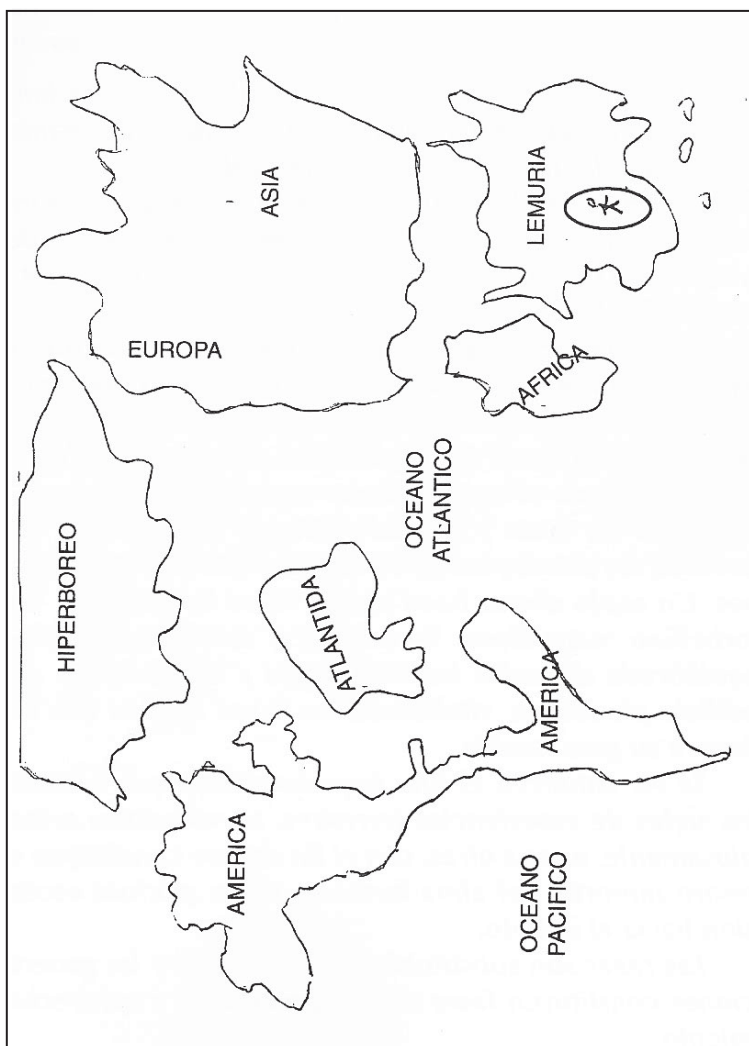 HIPERBOREO
EUROPA
ASIA
AMERICA
ATLANTIDA
OCEANO
ATLANTICO
AFRICA
LEMURIA
AMERICA
OCEANO
PACIFICO